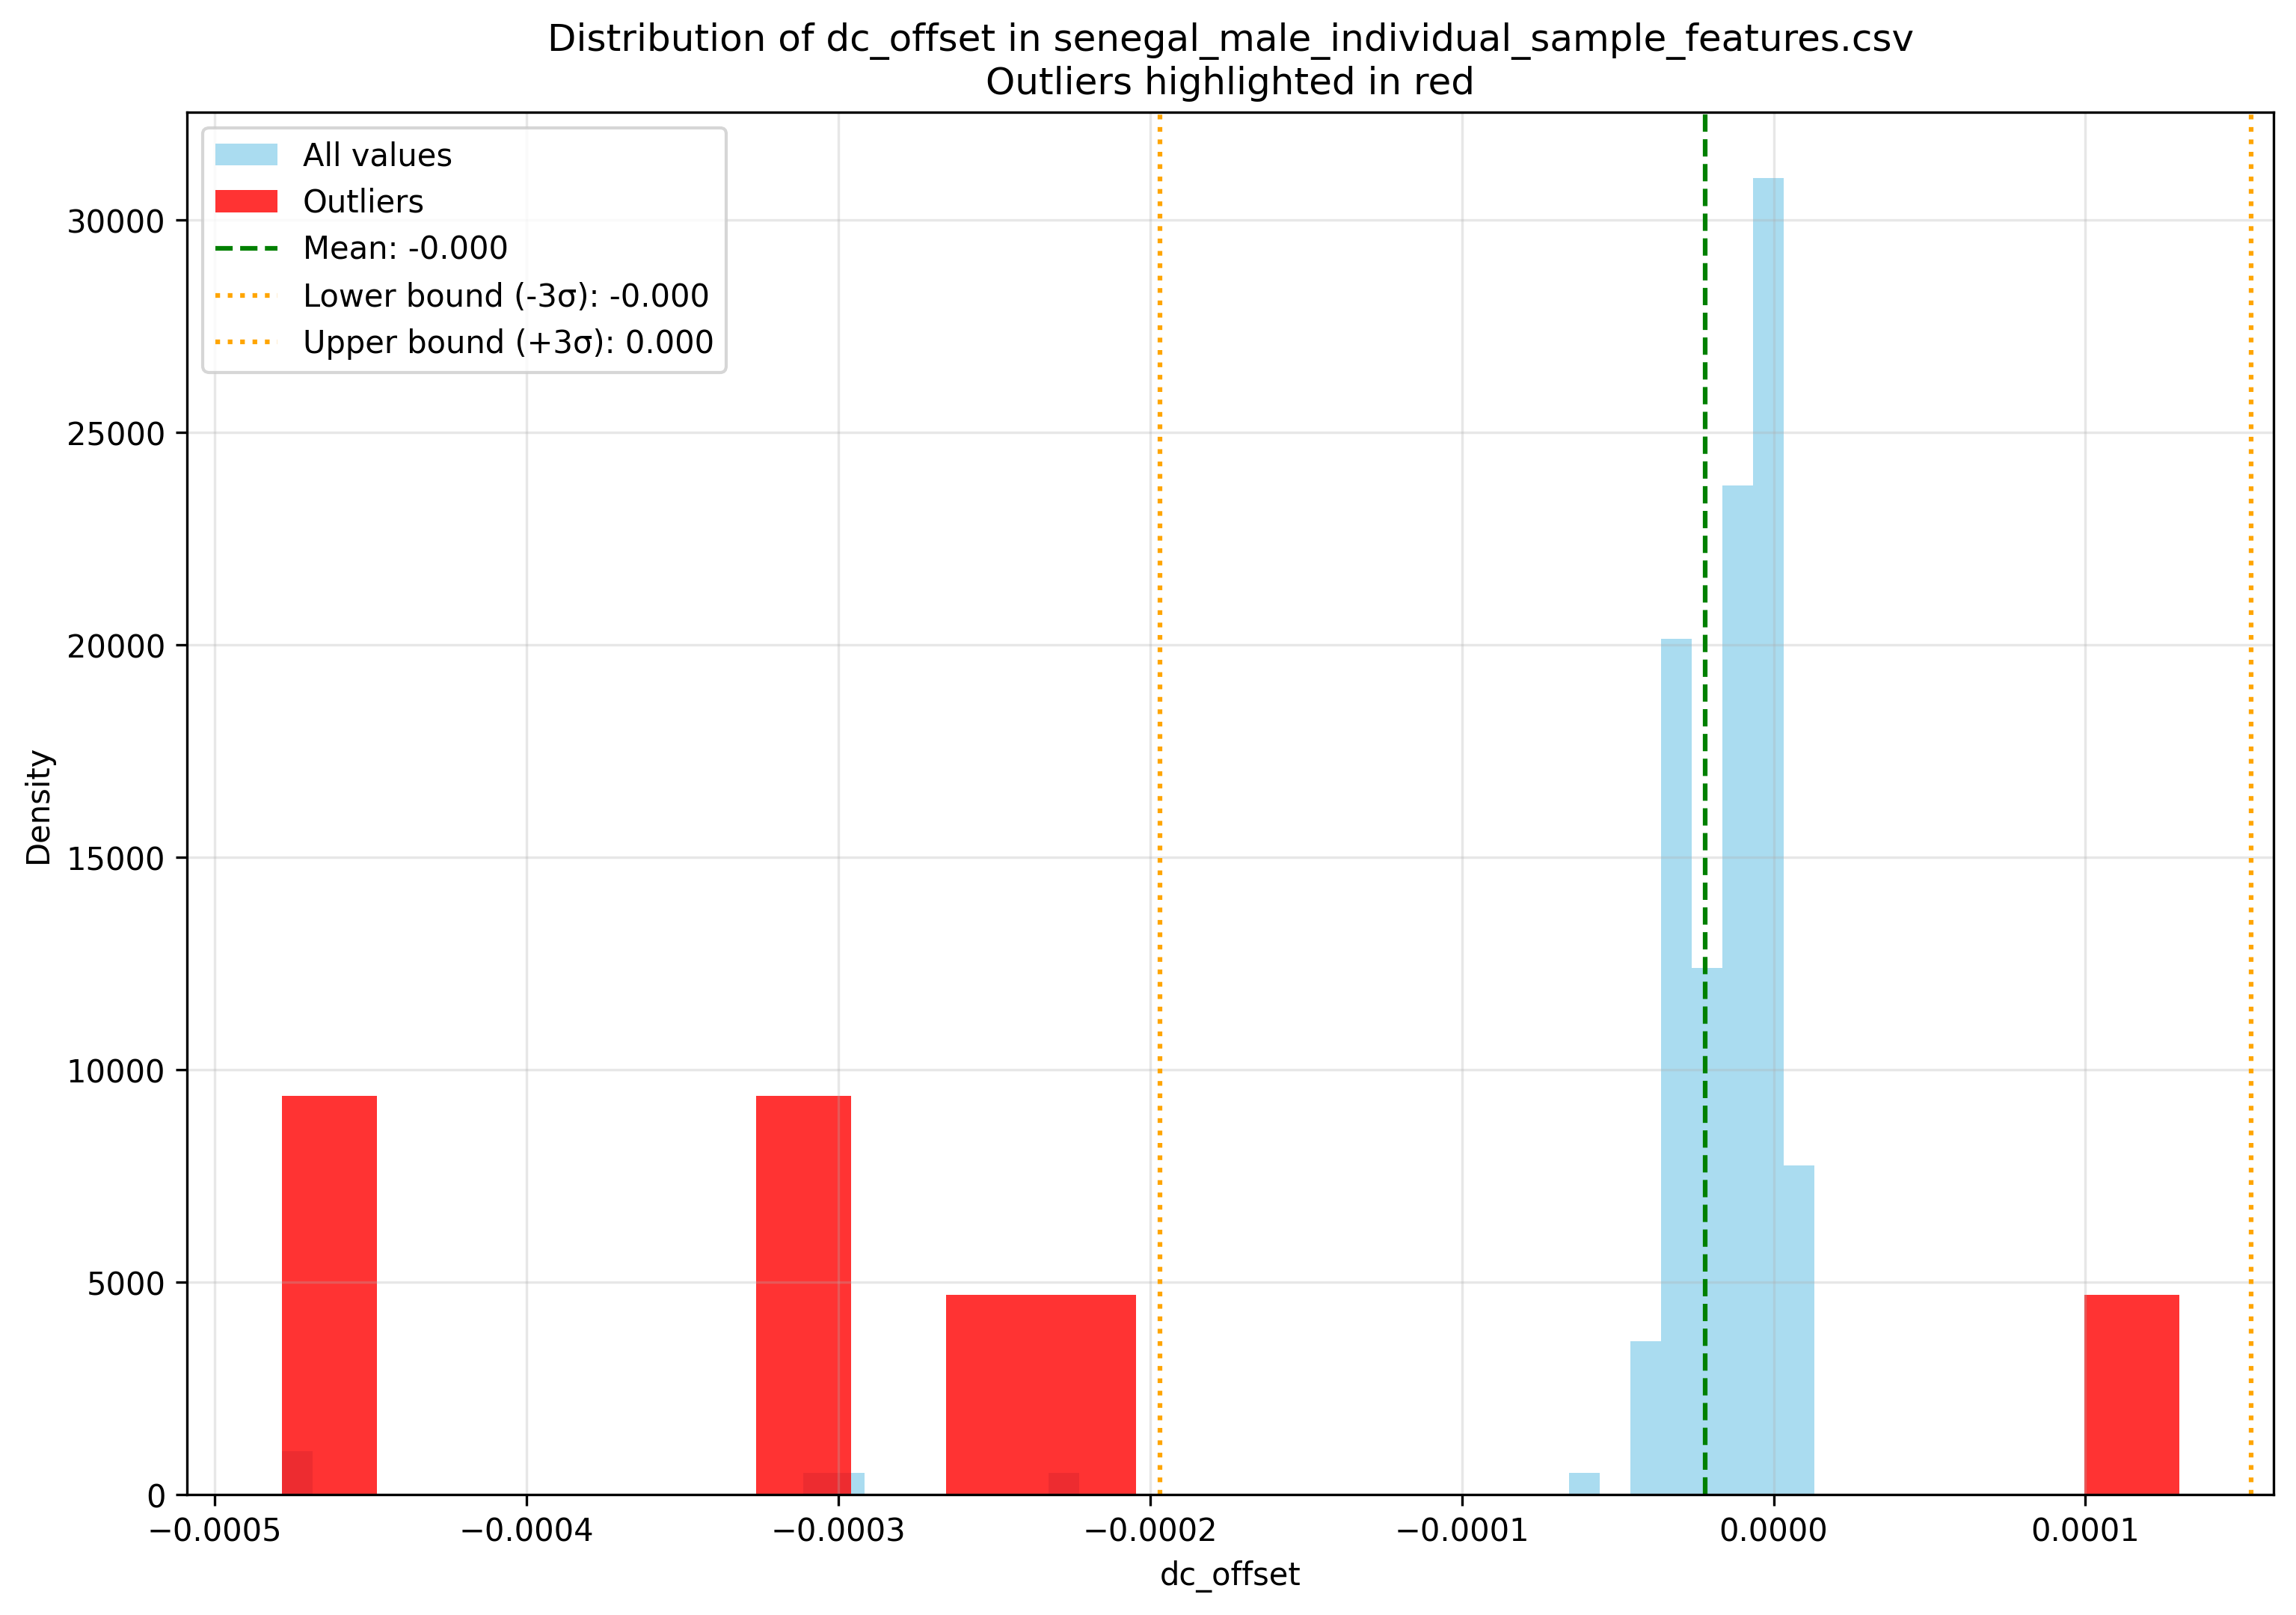 Distribution of dc_offset in senegal_male_individual_sample_features.csv
Outliers highlighted in red
All values
Outliers
Mean: -0.000
Lower bound (-3σ): -0.000
Upper bound (+3σ): 0.000
30000
25000
20000
15000
10000
5000
0
Density
−0.0005
−0.0004
−0.0003
−0.0002
−0.0001
0.0000
0.0001
dc_offset